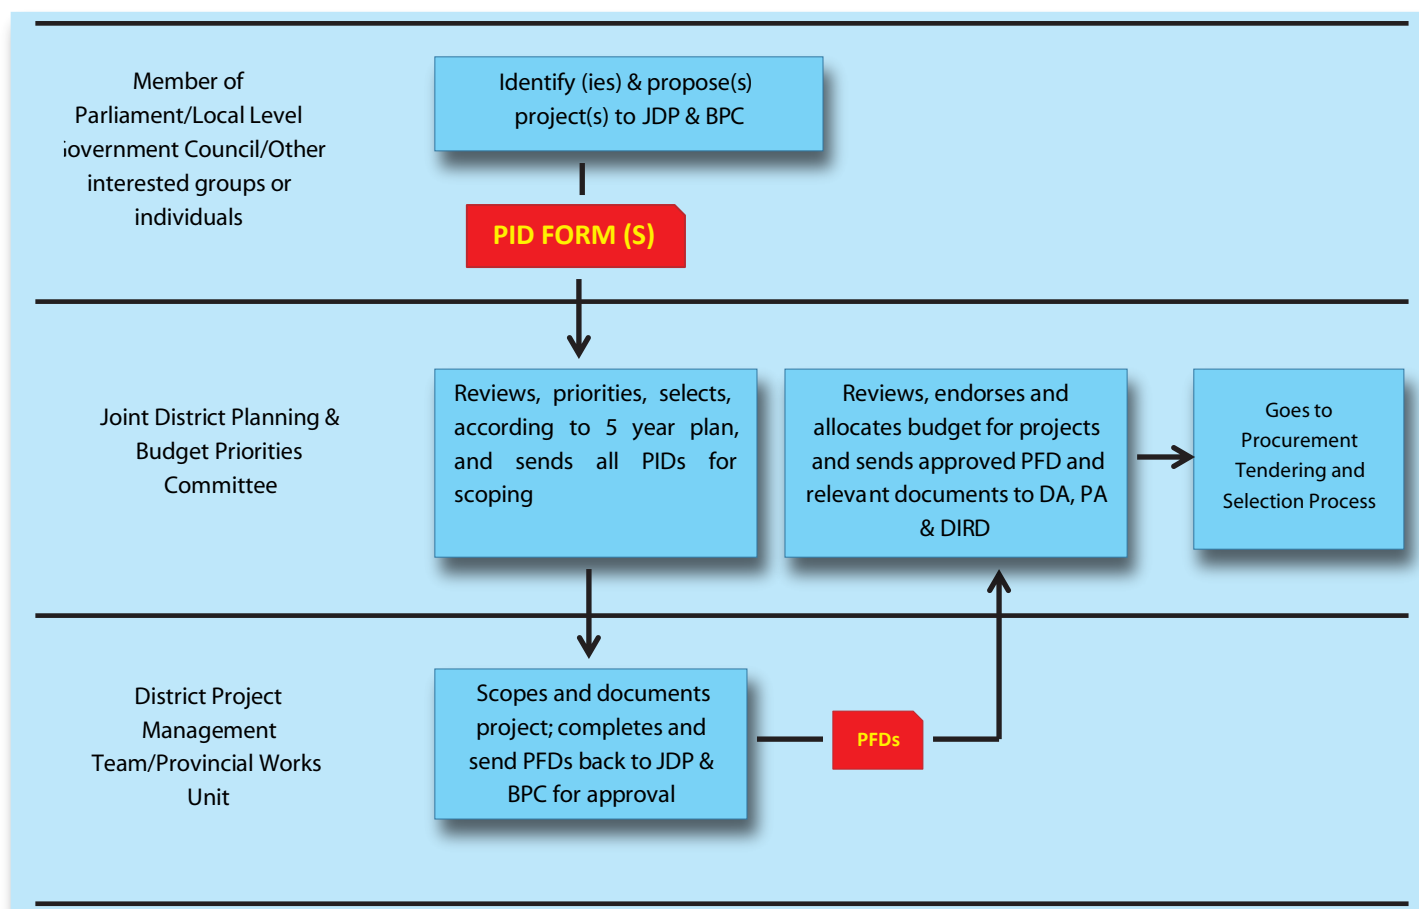 Member of
Parliament/Local Level
Government Council/Other
interested groups or
individuals
Identify (ies) & propose(s)
project(s) to JDP & BPC
PID FORM (S)
Joint District Planning &
Budget Priorities
Committee
Reviews, priorities, selects,
according to 5 year plan,
and sends all PIDs for
scoping
Reviews, endorses and
allocates budget for projects
and sends approved PFD and
relevant documents to DA, PA
& DIRD
Goes to
Procurement
Tendering and
Selection Process
District Project
Management
Team/Provincial Works
Unit
Scopes and documents
project; completes and
send PFDs back to JDP &
BPC for approval
PFDs